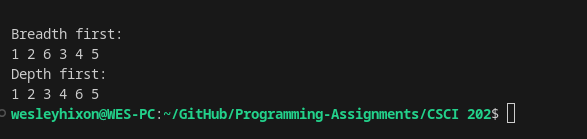 Breadth first:
1 2 6 3 4 5
Depth first:
1 2 3 4 6 5
wesleyhixon@WES-PC:~/GitHub/Programming-Assignments/CSCI 202$